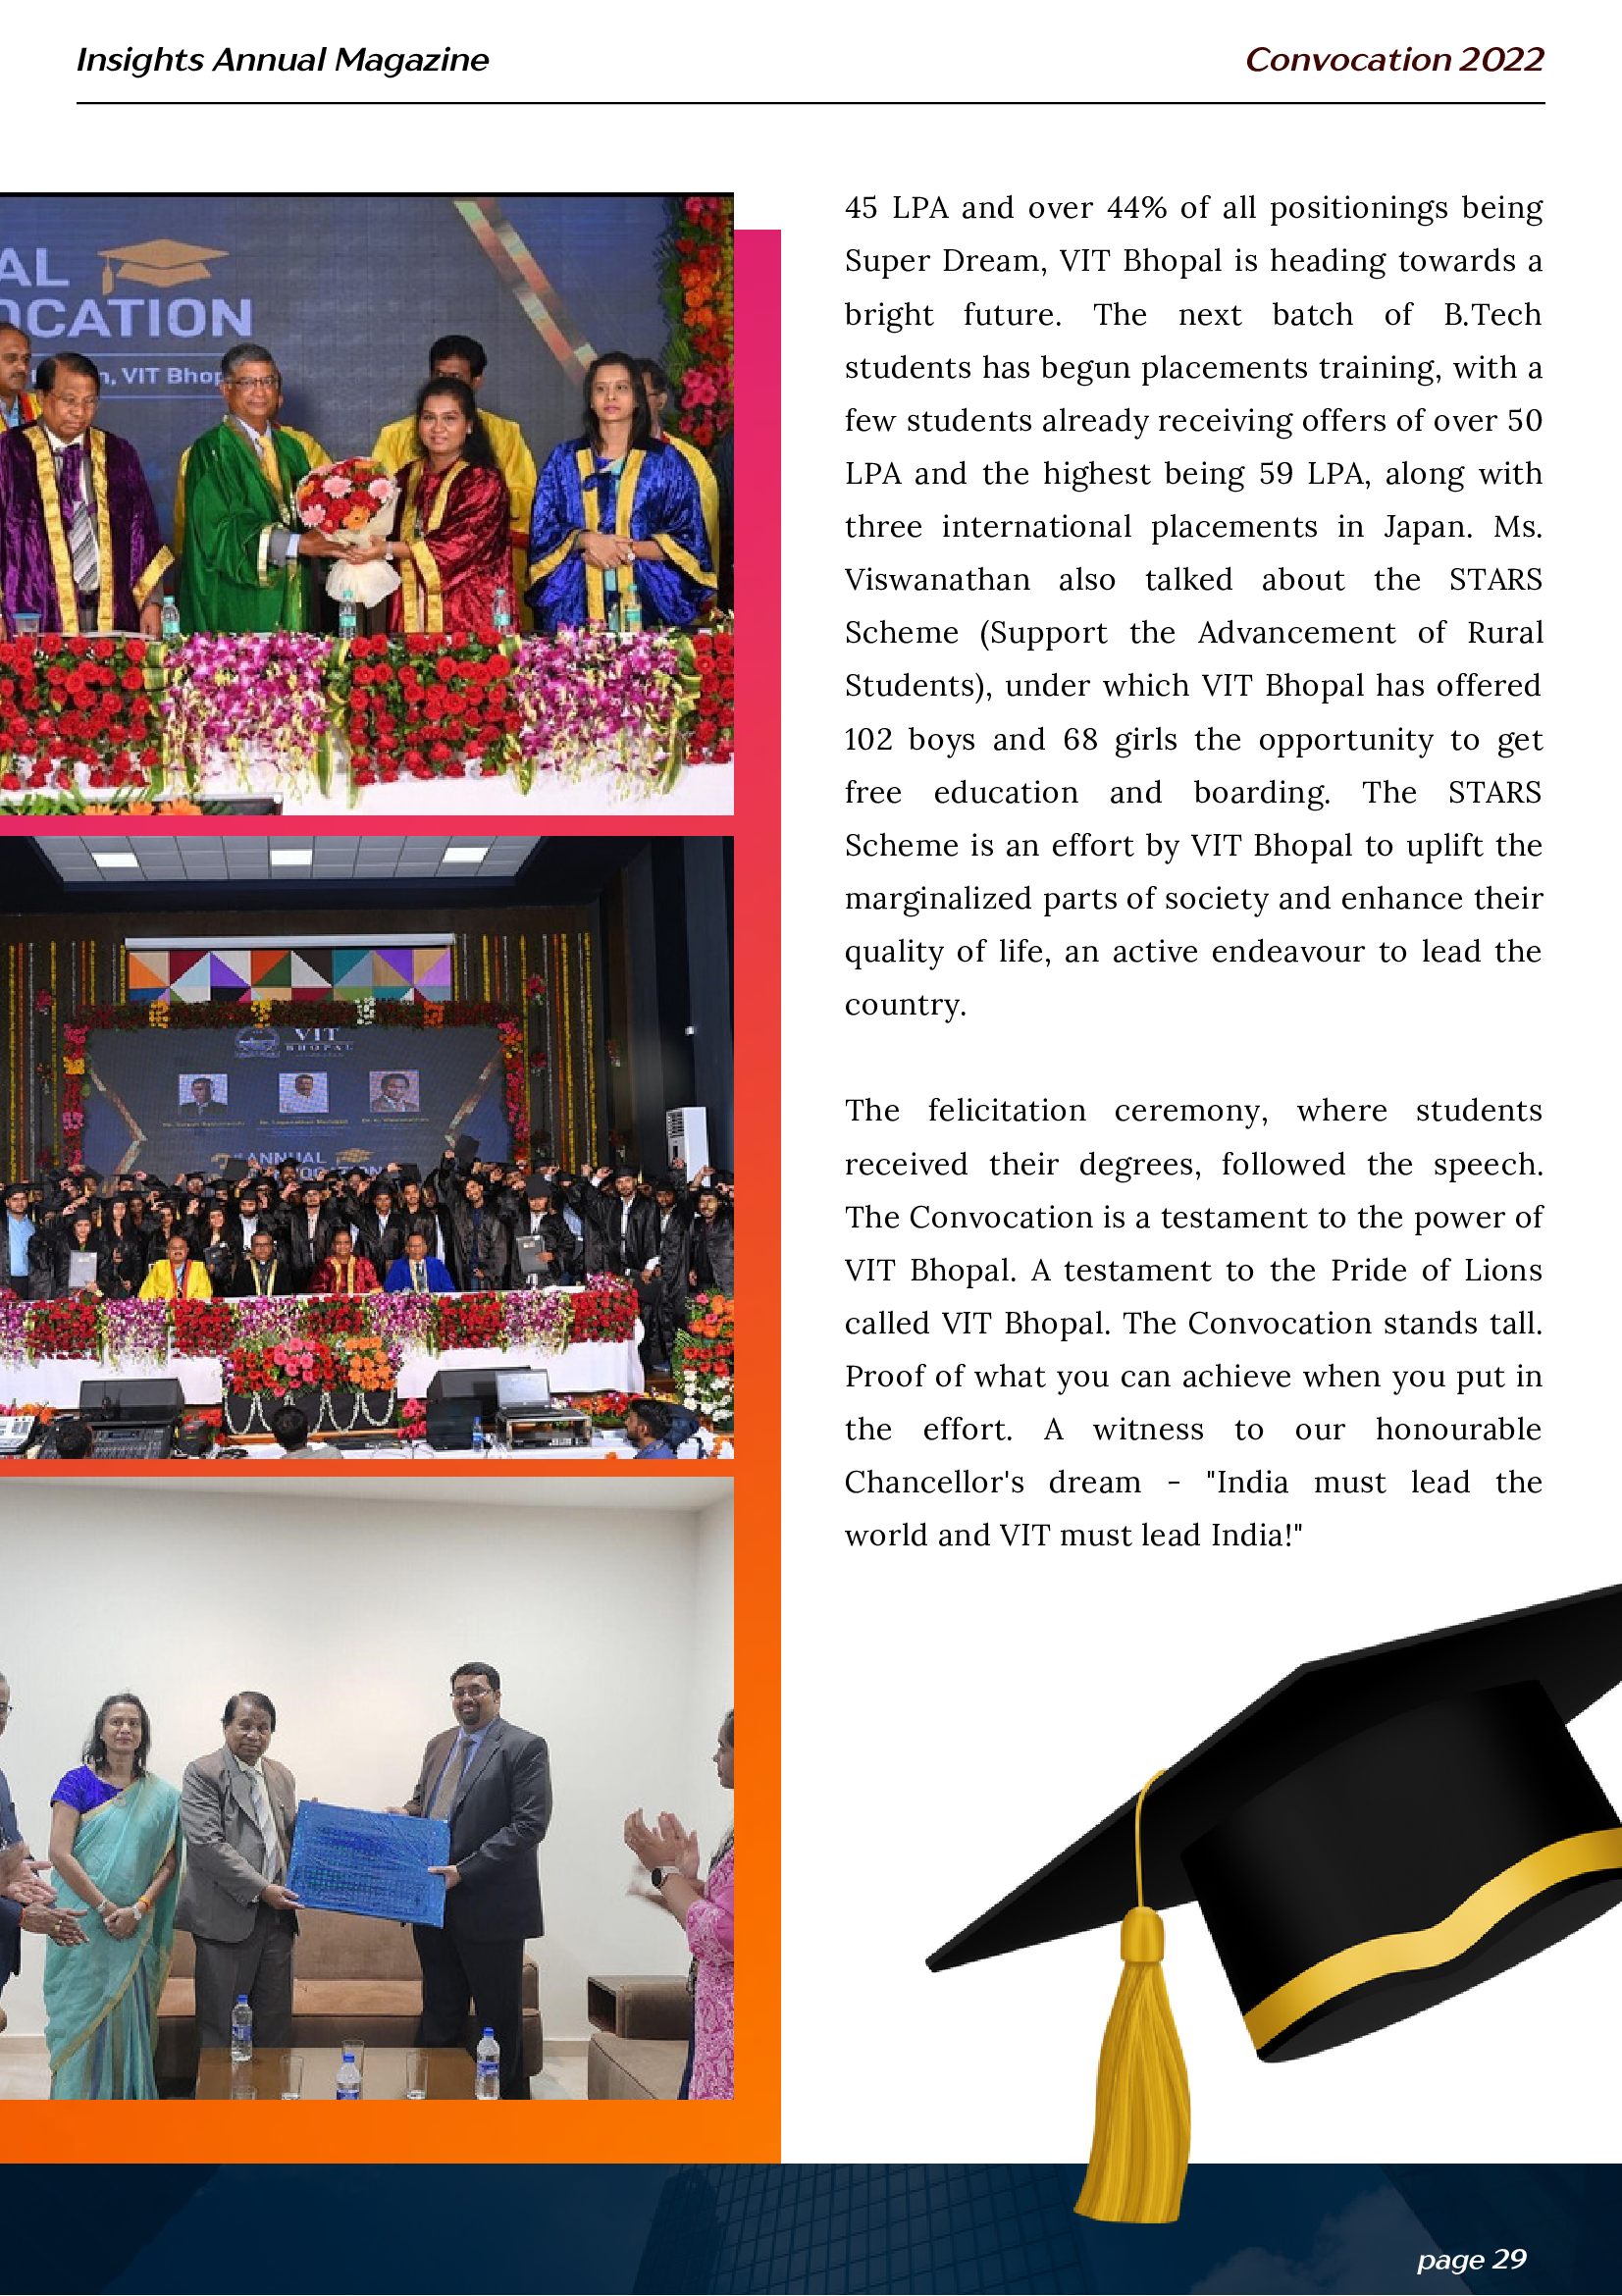 Insights Annual Magazine
Convocation 2022
AL
OCATION
n, VIT Bhop
VIT
BHOPAL
ANNUAL
45 LPA and over 44% of all positionings being
Super Dream, VIT Bhopal is heading towards a
bright future. The next batch of B.Tech
students has begun placements training, with a
few students already receiving offers of over 50
LPA and the highest being 59 LPA, along with
three international placements in Japan. Ms.
Viswanathan also talked about the STARS
Scheme (Support the Advancement of Rural
Students), under which VIT Bhopal has offered
102 boys and 68 girls the opportunity to get
free education and boarding. The STARS
Scheme is an effort by VIT Bhopal to uplift the
marginalized parts of society and enhance their
quality of life, an active endeavour to lead the
country.
The felicitation ceremony, where students
received their degrees, followed the speech.
The Convocation is a testament to the power of
VIT Bhopal. A testament to the Pride of Lions
called VIT Bhopal. The Convocation stands tall.
Proof of what you can achieve when you put in
the effort. A witness to our honourable
Chancellor's dream - "India must lead the
world and VIT must lead India!"
page 29